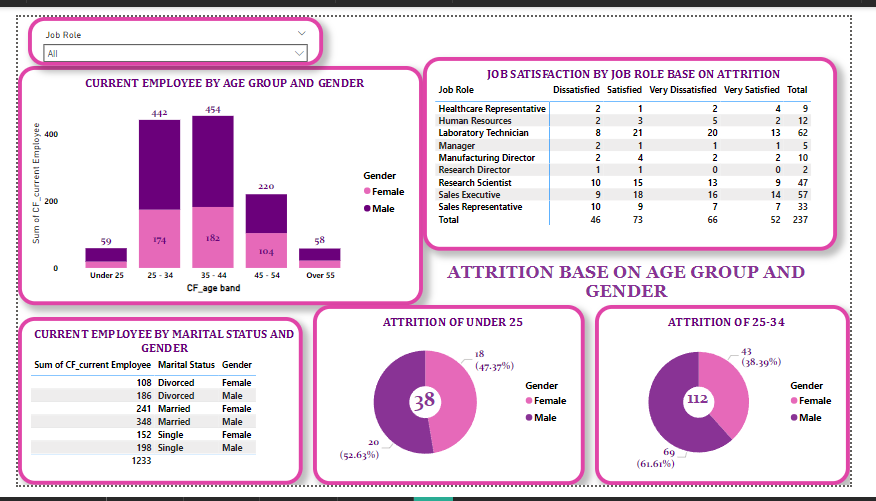 Job Role
All
CURRENT EMPLOYEE BY AGE GROUP AND GENDER
Sum of CF_current Employee
400
200
0
59
442
454
220
58
174
182
104
Under 25
25 - 34
35 - 44
45 - 54
Over 55
CF_age band
Gender
Female
Male
JOB SATISFACTION BY JOB ROLE BASE ON ATTRITION
Job Role Dissatisfied Satisfied Very Dissatisfied Very Satisfied Total
Healthcare Representative 2 1 2 4 9
Human Resources 2 3 5 2 12
Laboratory Technician 8 21 20 13 62
Manager 2 1 1 1 5
Manufacturing Director 2 4 2 2 10
Research Director 1 1 0 0 2
Research Scientist 10 15 13 9 47
Sales Executive 9 18 16 14 57
Sales Representative 10 9 7 7 33
Total 46 73 66 52 237
ATTRITION BASE ON AGE GROUP AND
GENDER
CURRENT EMPLOYEE BY MARITAL STATUS AND
GENDER
Sum of CF_current Employee Marital Status Gender
108 Divorced Female
186 Divorced Male
241 Married Female
348 Married Male
152 Single Female
198 Single Male
1233
ATTRITION OF UNDER 25
18
(47.37%)
38
20
(52.63%)
Gender
Female
Male
ATTRITION OF 25-34
43
(38.39%)
112
69
(61.61%)
Gender
Female
Male